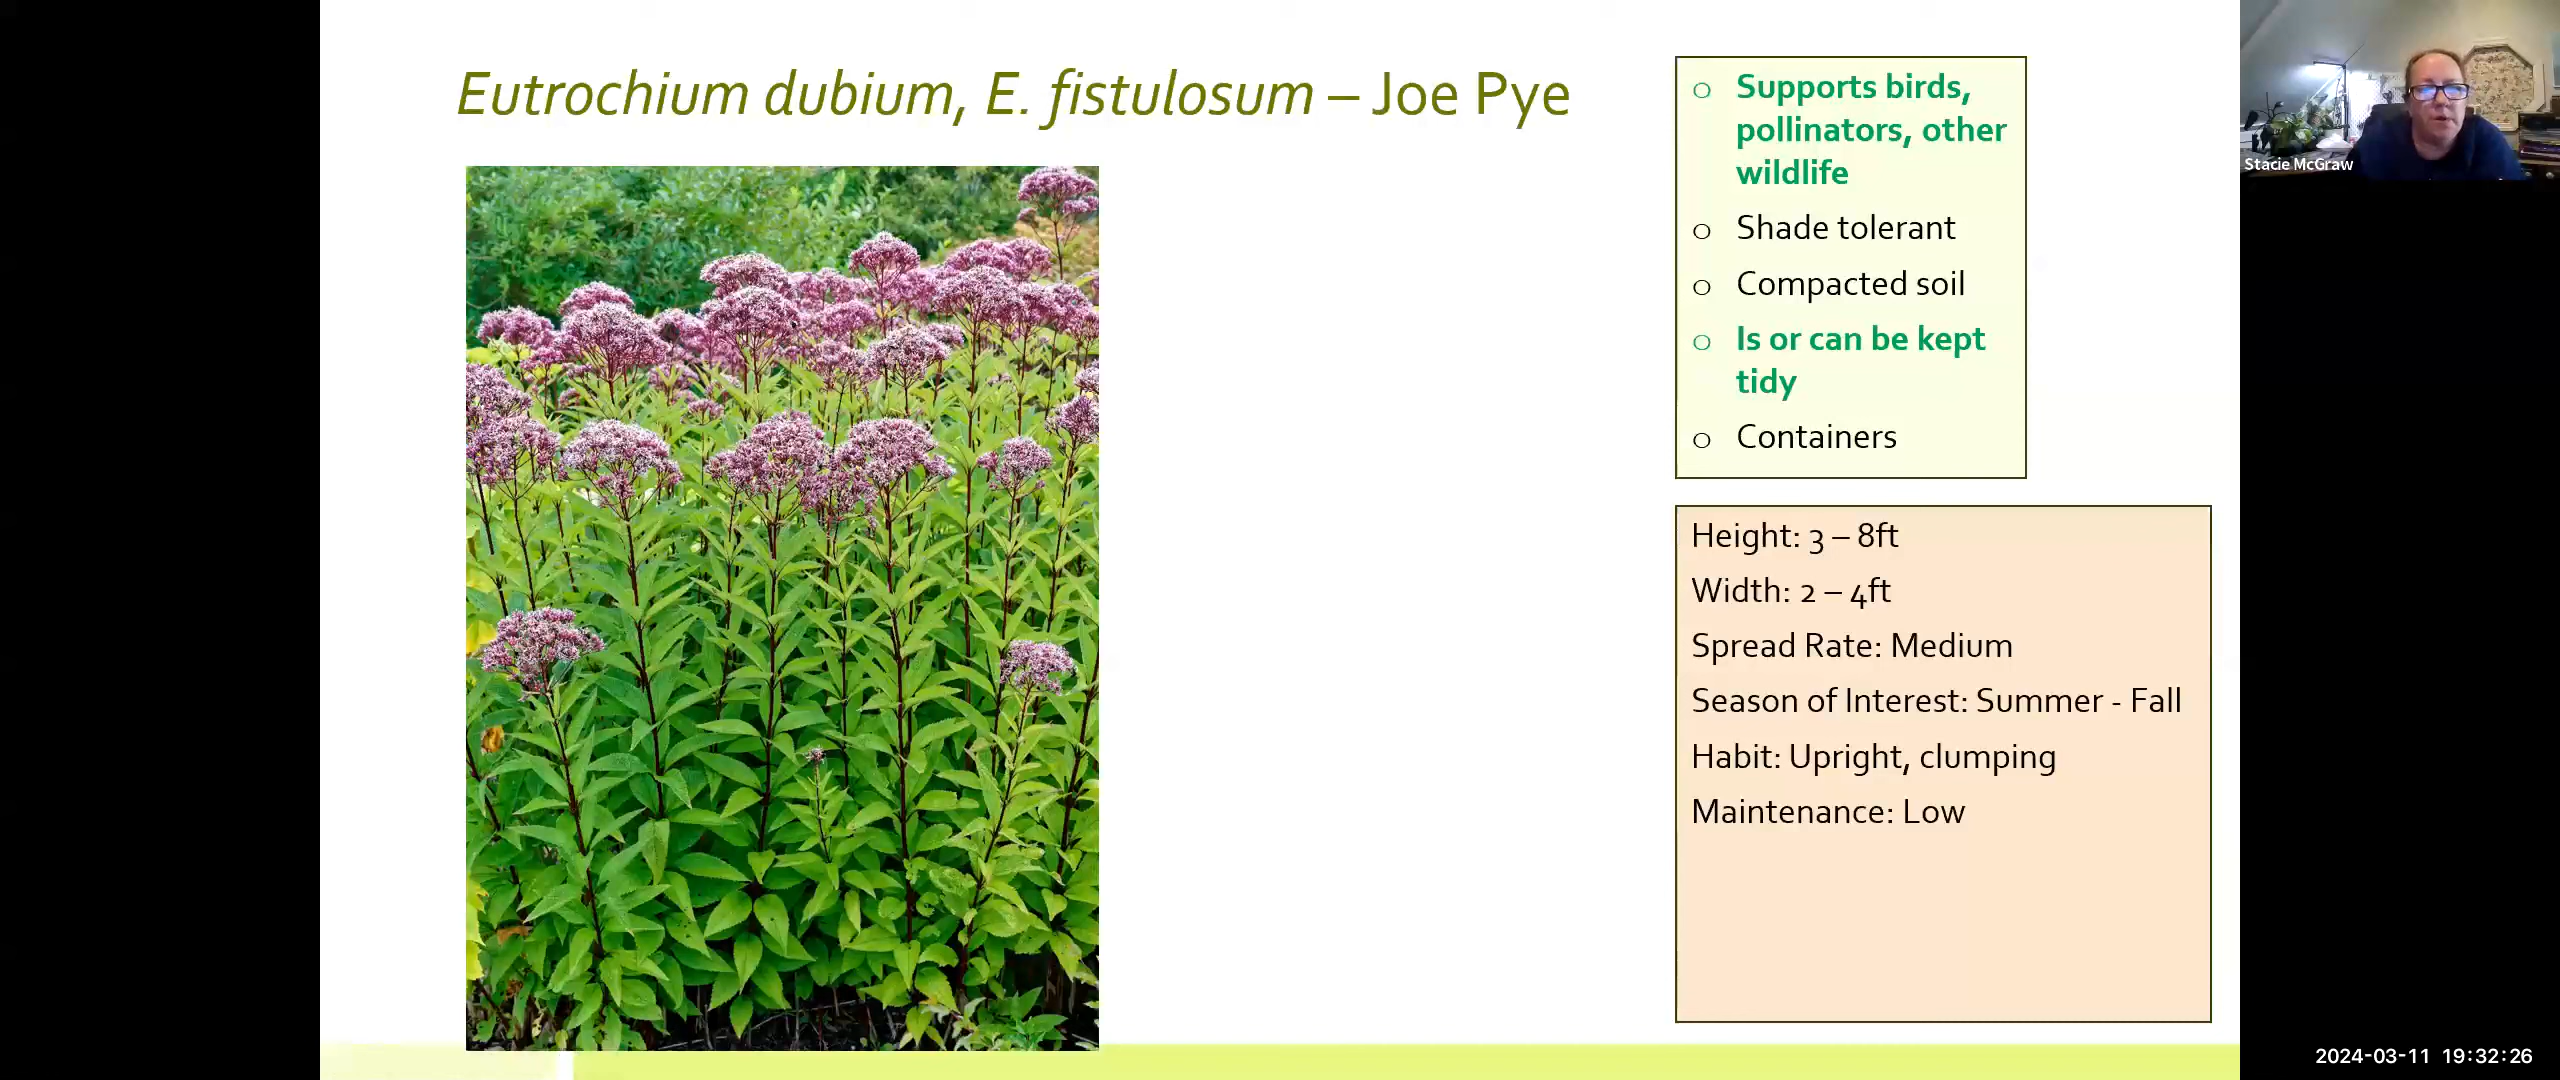 Eutrochium dubium, E. fistulosum – Joe Pye
o Supports birds,
pollinators, other
wildlife
o Shade tolerant
o Compacted soil
o Is or can be kept
tidy
o Containers
Height: 3 – 8ft
Width: 2 – 4ft
Spread Rate: Medium
Season of Interest: Summer - Fall
Habit: Upright, clumping
Maintenance: Low
Stacie McGraw
2024-03-11 19:32:26